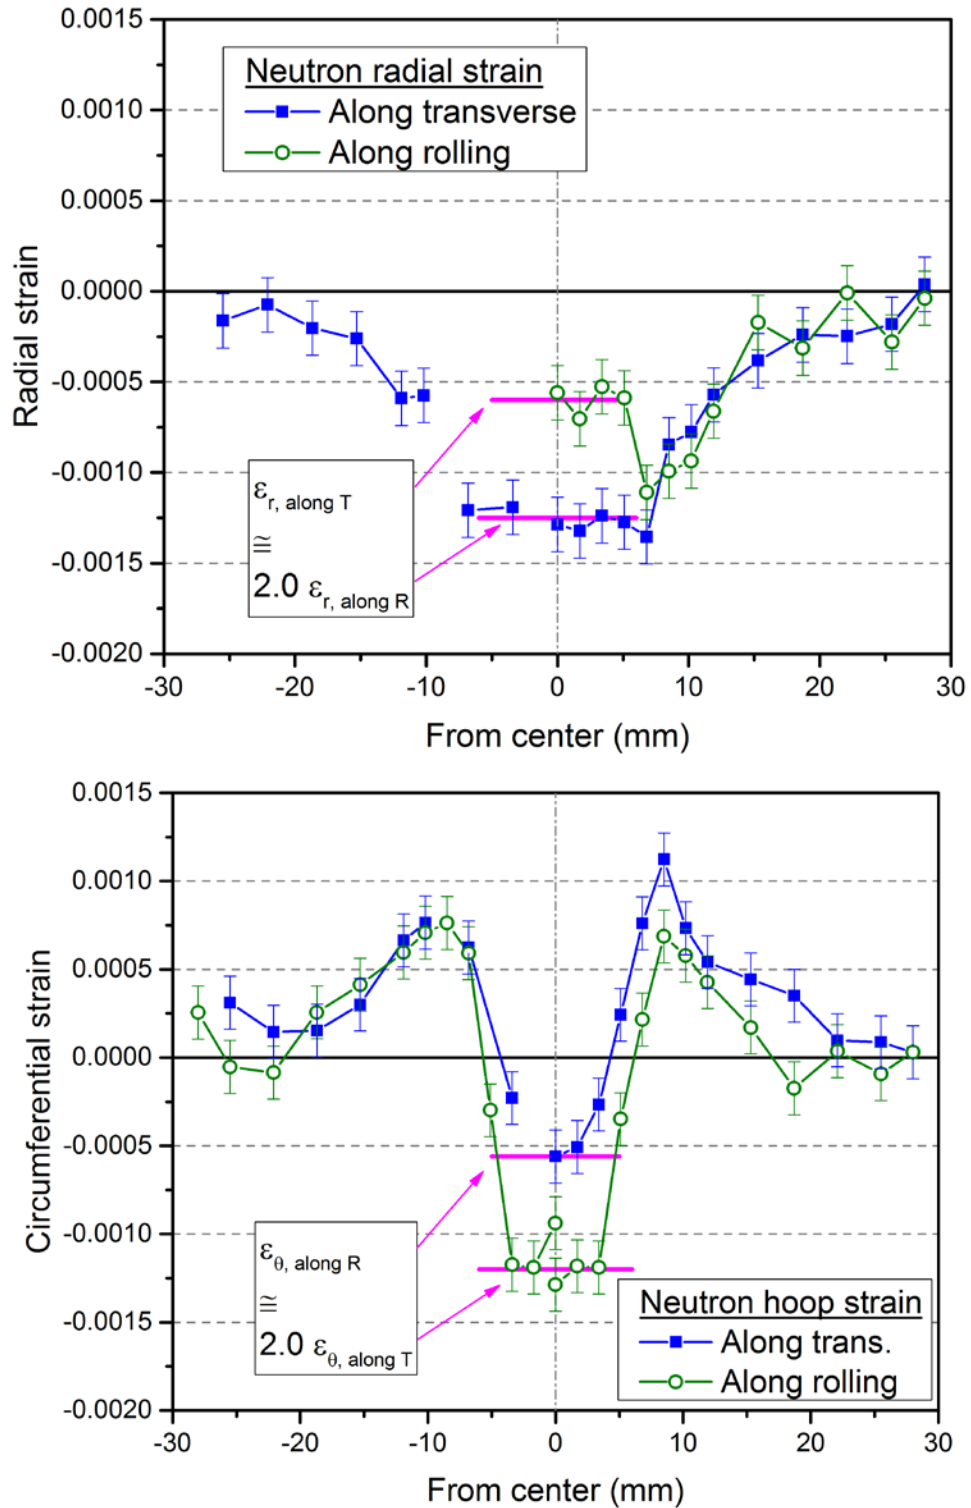 0.0015
Neutron radial strain
Along transverse
Along rolling
0.0010
0.0005
0.0000
-0.0005
-0.0010
-0.0015
-0.0020
Radial strain
εr, along T
≅
2.0 εr, along R
-30 -20 -10 0 10 20 30
From center (mm)
0.0015
0.0010
0.0005
0.0000
-0.0005
-0.0010
-0.0015
-0.0020
Circumferential strain
εθ, along R
≅
2.0 εθ, along T
Neutron hoop strain
Along trans.
Along rolling
-30 -20 -10 0 10 20 30
From center (mm)